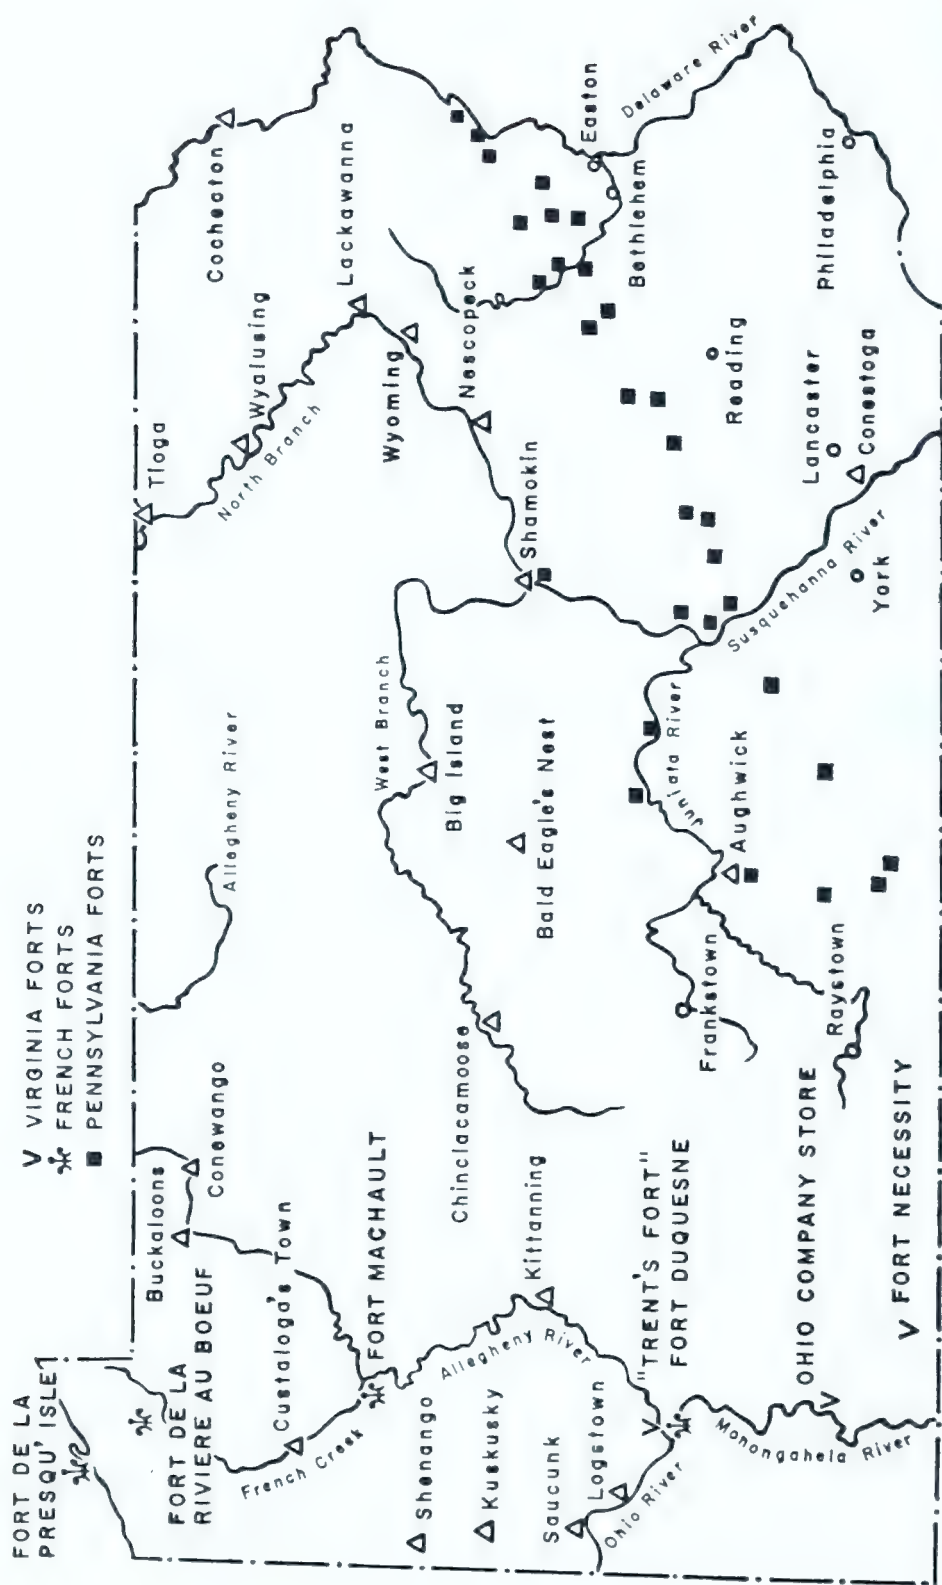 V VIRGINIA FORTS
FRENCH FORTS
■ PENNSYLVANIA FORTS
FORT DE LA
PRESQU' ISLE
FORT DE LA
RIVIERE AU BOEUF
Buckaloons
Conewango
Custaloga's Town
French Creek
FORT MACHAULT
Allegheny River
Shenango
Kuskusky
Saucunk
Logstown
Ohio River
Kittanning
"TRENT'S FORT"
FORT DUQUESNE
Monongahela River
OHIO COMPANY STORE
V FORT NECESSITY
Allegheny River
Chinclacamoose
West Branch
Big Island
Bald Eagle's Nest
Frankstown
Raystown
Juniata River
Aughwick
Tioga
Wyalusing
North Branch
Cochecton
Lackawanna
Wyoming
Nescopeck
Shamokin
Susquehanna River
York
Lancaster
Conestoga
Reading
Bethlehem
Easton
Delaware River
Philadelphia